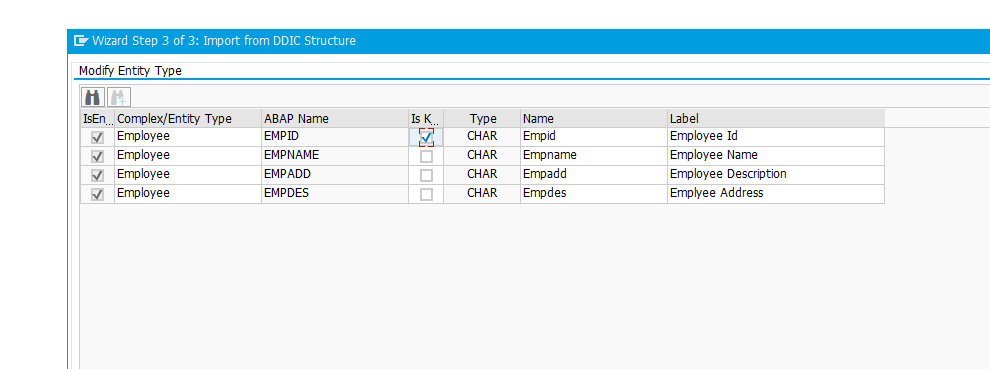 Wizard Step 3 of 3: Import from DDIC Structure
Modify Entity Type
IsEn... Complex/Entity Type ABAP Name Is K... Type Name Label
Employee EMPID CHAR Empid Employee Id
Employee EMPNAME CHAR Empname Employee Name
Employee EMPADD CHAR Empadd Employee Description
Employee EMPDES CHAR Empdes Emplyee Address